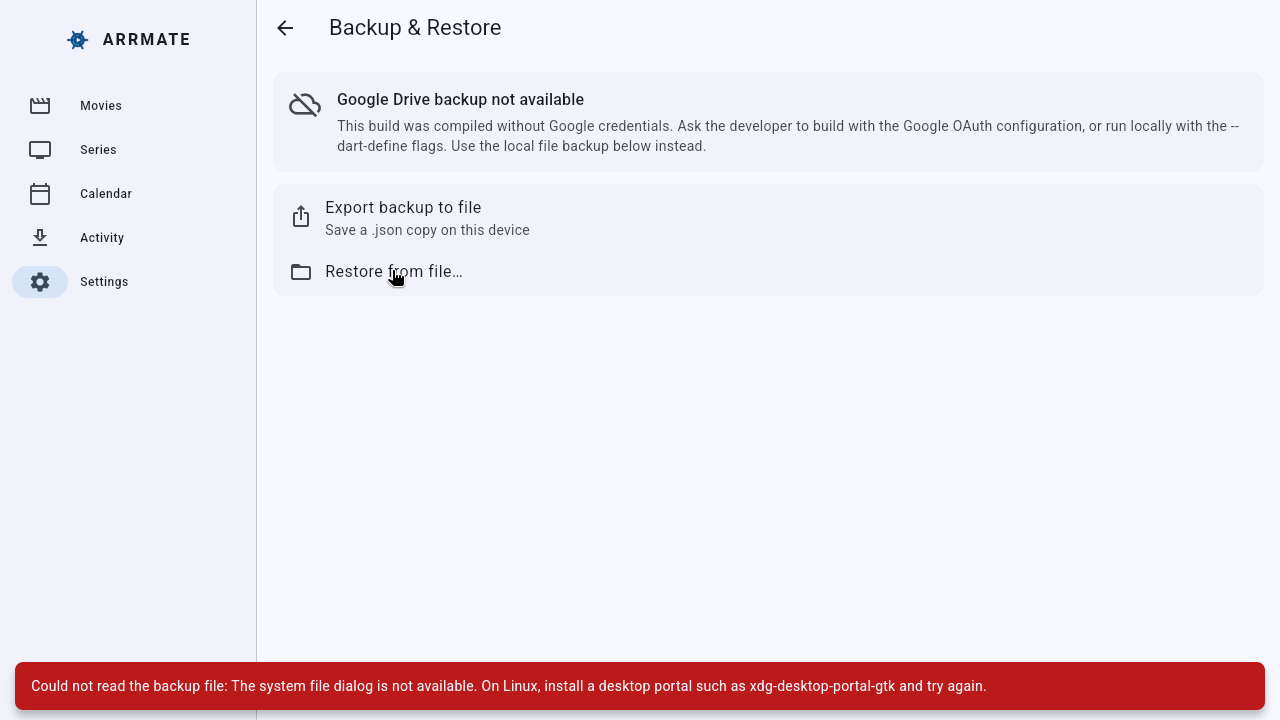 ARRMATE
Movies
Series
Calendar
Activity
Settings
Backup & Restore
Google Drive backup not available
This build was compiled without Google credentials. Ask the developer to build with the Google OAuth configuration, or run locally with the --
dart-define flags. Use the local file backup below instead.
Export backup to file
Save a .json copy on this device
Restore from file…
Could not read the backup file: The system file dialog is not available. On Linux, install a desktop portal such as xdg-desktop-portal-gtk and try again.